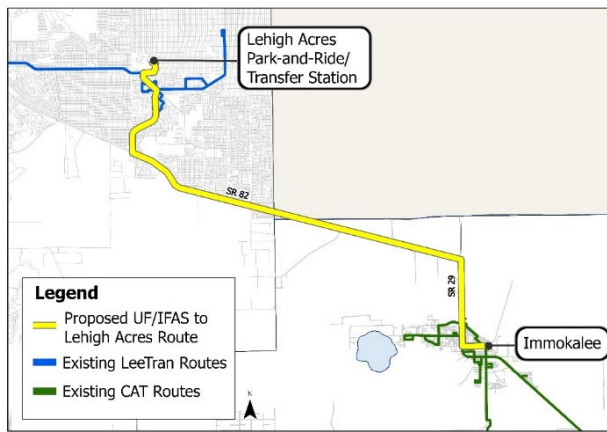 Lehigh Acres
Park-and-Ride/
Transfer Station
SR 82
SR 29
Legend
Proposed UF/IFAS to
Lehigh Acres Route
Existing LeeTran Routes
Existing CAT Routes
N
Immokalee